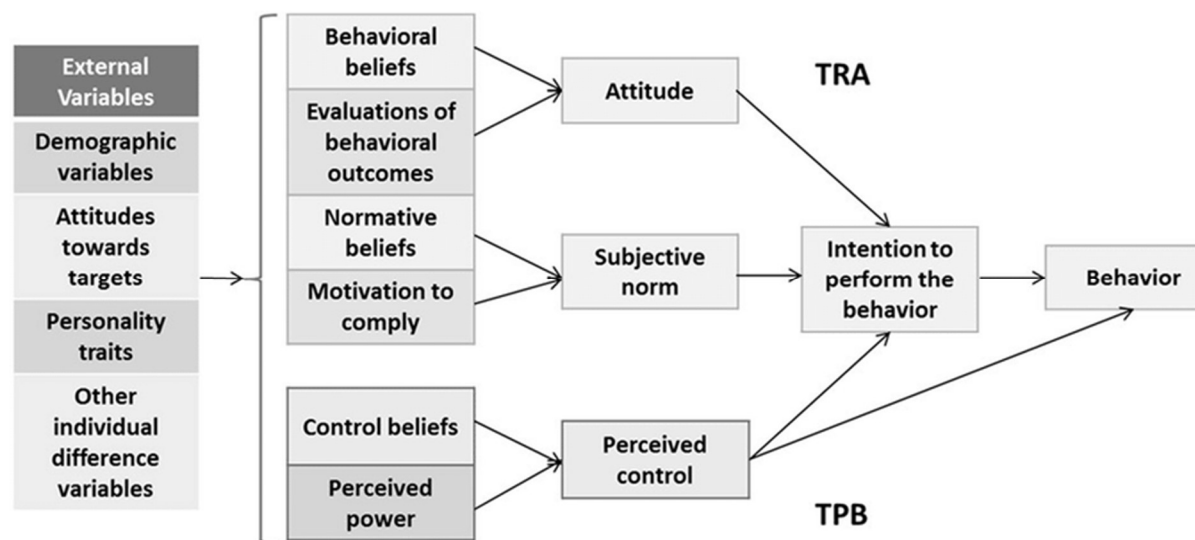 External
Variables
Demographic
variables
Attitudes
towards
targets
Personality
traits
Other
individual
difference
variables
Behavioral
beliefs
Evaluations of
behavioral
outcomes
Normative
beliefs
Motivation to
comply
Control beliefs
Perceived
power
Attitude
Subjective
norm
Perceived
control
TRA
Intention to
perform the
behavior
Behavior
TPB